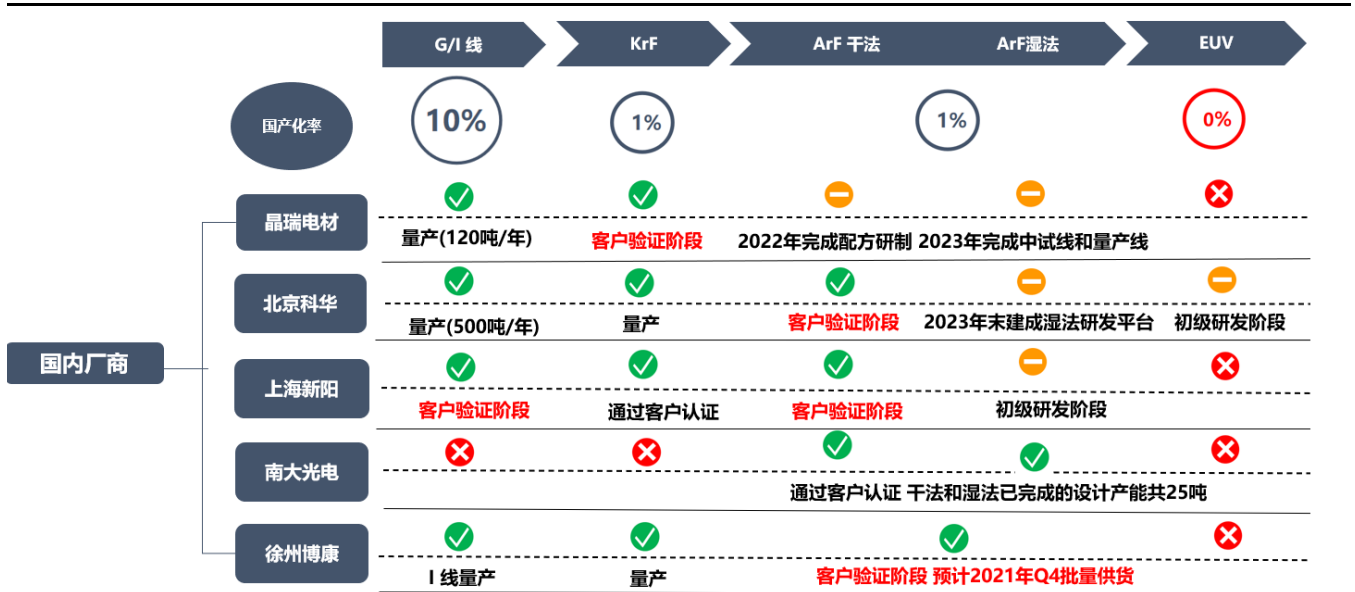 G/I 线 KrF ArF 干法 ArF湿法 EUV
国产化率 10% 1% 1% 0%
晶瑞电材
量产(120吨/年) 客户验证阶段 2022年完成配方研制 2023年完成中试线和量产线
北京科华
量产(500吨/年) 量产 客户验证阶段 2023年末建成湿法研发平台 初级研发阶段
国内厂商
上海新阳
客户验证阶段 通过客户认证 客户验证阶段 初级研发阶段
南大光电
通过客户认证 干法和湿法已完成的设计产能共25吨
徐州博康
I 线量产 量产 客户验证阶段 预计2021年Q4批量供货